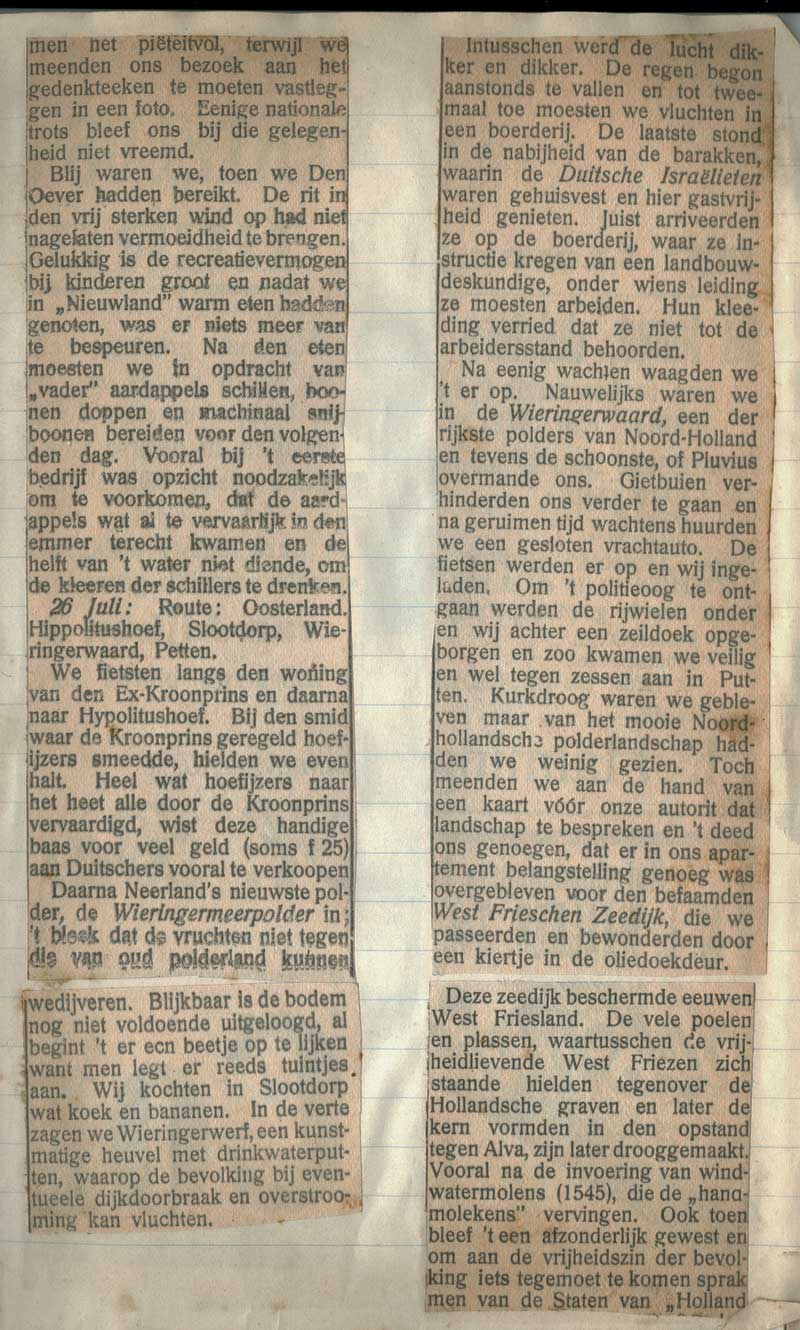 men het piëteitvol, terwijl we
meenden ons bezoek aan het
gedenkteeken te moeten vastleg-
gen in een foto. Eenige nationale
trots bleef ons bij die gelegen-
heid niet vreemd.
Blij waren we, toen we Den
Oever hadden bereikt. De rit in
den vrij sterken wind op had niet
nagelaten vermoeidheid te brengen.
Gelukkig is de recreatievermogen
bij kinderen groot en nadat we
in „Nieuwland" warm eten hadden
genoten, was er niets meer van
te bespeuren. Na den eten
moesten we in opdracht van
„vader" aardappels schillen, boo-
nen doppen en machinaal snij-
boonen bereiden voor den volgen-
den dag. Vooral bij 't eerste
bedrijf was opzicht noodzakelijk
om te voorkomen, dat de aard-
appels wat al te vervaarlijk in den
emmer terecht kwamen en de
helft van 't water niet diende, om
de kleeren der schillers te drenken.
26 Juli: Route: Oosterland.
Hippolitushoef, Slootdorp, Wie-
ringerwaard, Petten.
We fietsten langs den woning
van den Ex-Kroonprins en daarna
naar Hypolitushoef. Bij den smid
waar de Kroonprins geregeld hoef-
ijzers smeedde, hielden we even
halt. Heel wat hoefijzers naar
het heet alle door de Kroonprins
vervaardigd, wist deze handige
baas voor veel geld (soms f 25)
aan Duitschers vooral te verkoopen
Daarna Neerland's nieuwste pol-
der, de Wieringermeerpolder in;
't bleek dat de vruchten niet tegen
die van oud polderland kunnen
wedijveren. Blijkbaar is de bodem
nog niet voldoende uitgeloogd, al
begint 't er een beetje op te lijken
want men legt er reeds tuintjes
aan. Wij kochten in Slootdorp
wat koek en bananen. In de verte
zagen we Wieringerwerf, een kunst-
matige heuvel met drinkwaterput-
ten, waarop de bevolking bij even-
tueele dijkdoorbraak en overstroo-
ming kan vluchten.
Intusschen werd de lucht dik-
ker en dikker. De regen begon
aanstonds te vallen en tot twee-
maal toe moesten we vluchten in
een boerderij. De laatste stond
in de nabijheid van de barakken,
waarin de Duitsche Israëlieten
waren gehuisvest en hier gastvrij-
heid genieten. Juist arriveerden
ze op de boerderij, waar ze in-
structie kregen van een landbouw-
deskundige, onder wiens leiding
ze moesten arbeiden. Hun klee-
ding verried dat ze niet tot de
arbeidersstand behoorden.
Na eenig wachten waagden we
't er op. Nauwelijks waren we
in de Wieringerwaard, een der
rijkste polders van Noord-Holland
en tevens de schoonste, of Pluvius
overmande ons. Gietbuien ver-
hinderden ons verder te gaan en
na geruimen tijd wachtens huurden
we een gesloten vrachtauto. De
fietsen werden er op en wij inge-
laden. Om 't politieoog te ont-
gaan werden de rijwielen onder
en wij achter een zeildoek opge-
borgen en zoo kwamen we veilig
en wel tegen zessen aan in Put-
ten. Kurkdroog waren we geble-
ven maar van het mooie Noord-
hollandsche polderlandschap had-
den we weinig gezien. Toch
meenden we aan de hand van
een kaart vóór onze autorit dat
landschap te bespreken en 't deed
ons genoegen, dat er in ons apar-
tement belangstelling genoeg was
overgebleven voor den befaamden
West Frieschen Zeedijk, die we
passeerden en bewonderden door
een kiertje in de oliedoekdeur.
Deze zeedijk beschermde eeuwen
West Friesland. De vele poelen
en plassen, waartusschen de vrij-
heidlievende West Friezen zich
staande hielden tegenover de
Hollandsche graven en later de
kern vormden in den opstand
tegen Alva, zijn later drooggemaakt.
Vooral na de invoering van wind-
watermolens (1545), die de „hand-
molekens" vervingen. Ook toen
bleef 't een afzonderlijk gewest en
om aan de vrijheidszin der bevol-
king iets tegemoet te komen sprak
men van de Staten van „Holland